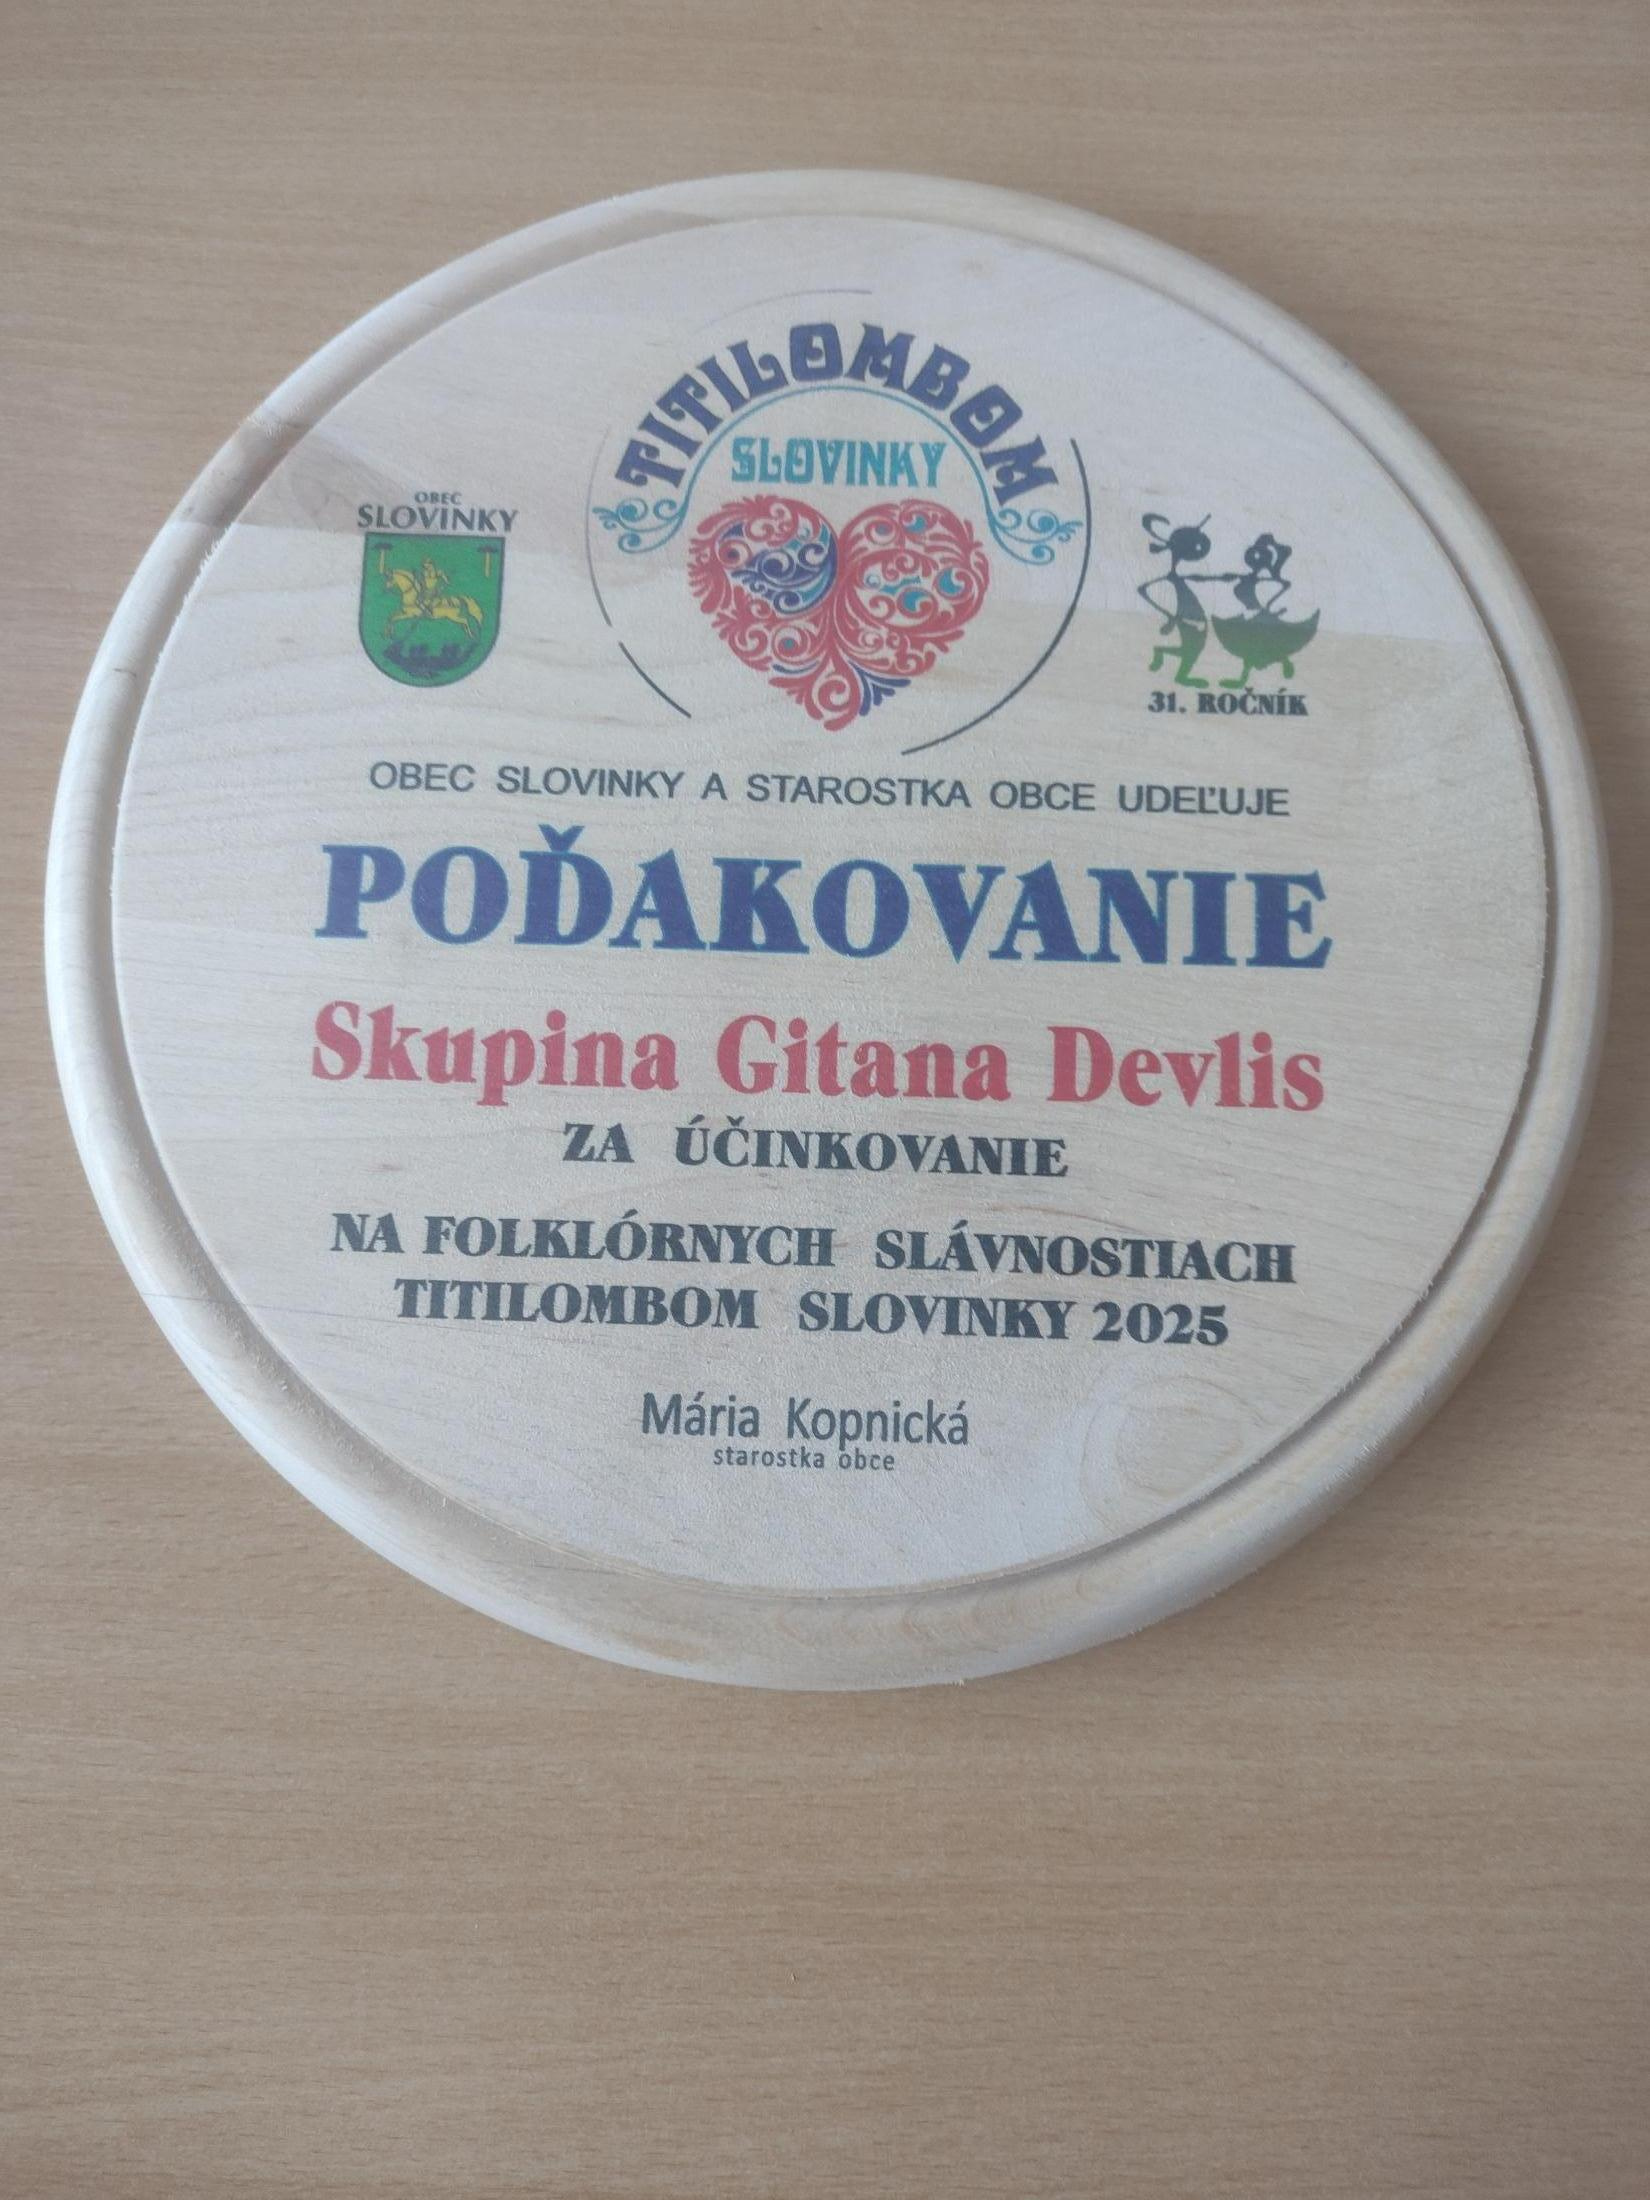 TITILOMBOM
SLOVINKY
OBEC
SLOVINKY
31. ROČNÍK
OBEC SLOVINKY A STAROSTKA OBCE UDEĽUJE
POĎAKOVANIE
Skupina Gitana Devlis
ZA ÚČINKOVANIE
NA FOLKLÓRNYCH SLÁVNOSTIACH
TITILOMBOM SLOVINKY 2025
Mária Kopnická
starostka obce